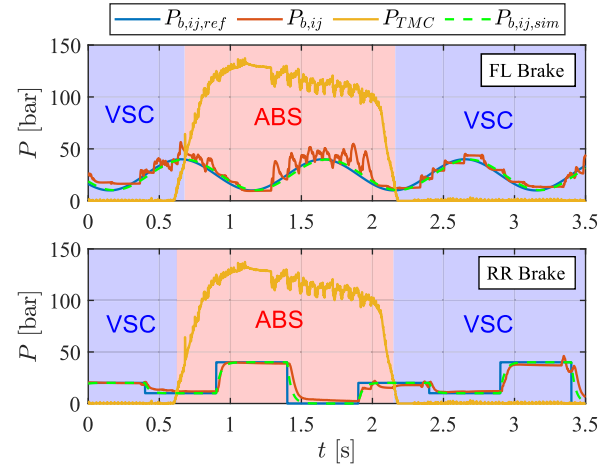 P_{b,ij,ref} P_{b,ij} P_{TMC} P_{b,ij,sim}
150
FL Brake
100
VSC ABS VSC
P [bar]
50
0
0 0.5 1 1.5 2 2.5 3 3.5
150
RR Brake
100
VSC ABS VSC
P [bar]
50
0
0 0.5 1 1.5 2 2.5 3 3.5
t [s]